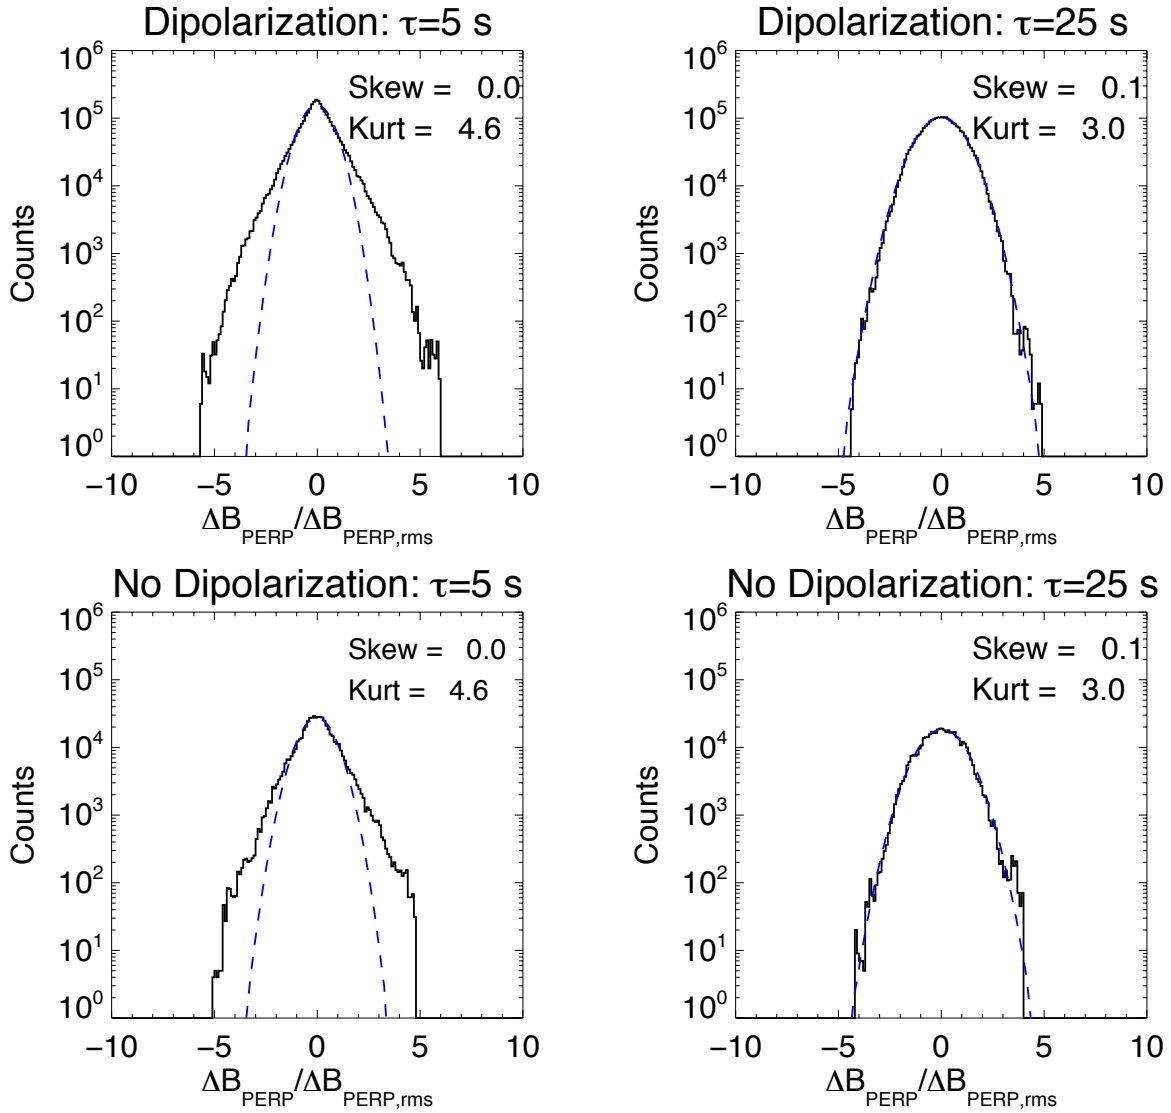 Dipolarization: τ=5 s
Skew = 0.0
Kurt = 4.6
Counts
10^6
10^5
10^4
10^3
10^2
10^1
10^0
−10 −5 0 5 10
ΔB_PERP/ΔB_PERP,rms
Dipolarization: τ=25 s
Skew = 0.1
Kurt = 3.0
Counts
10^6
10^5
10^4
10^3
10^2
10^1
10^0
−10 −5 0 5 10
ΔB_PERP/ΔB_PERP,rms
No Dipolarization: τ=5 s
Skew = 0.0
Kurt = 4.6
Counts
10^6
10^5
10^4
10^3
10^2
10^1
10^0
−10 −5 0 5 10
ΔB_PERP/ΔB_PERP,rms
No Dipolarization: τ=25 s
Skew = 0.1
Kurt = 3.0
Counts
10^6
10^5
10^4
10^3
10^2
10^1
10^0
−10 −5 0 5 10
ΔB_PERP/ΔB_PERP,rms